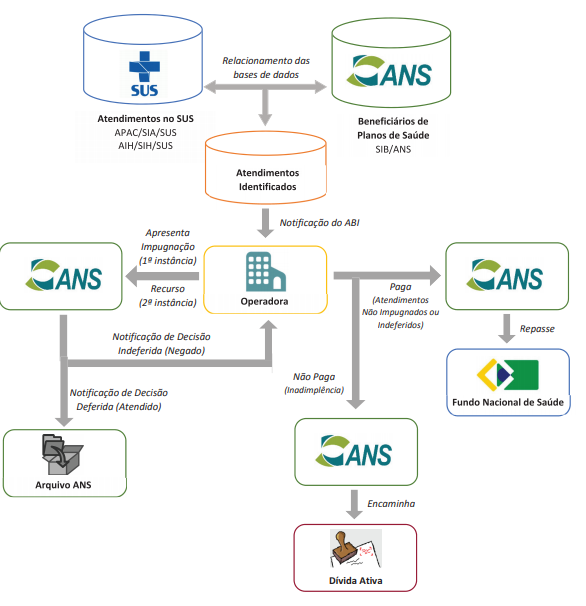 SUS
ANS
Relacionamento das
bases de dados
Atendimentos no SUS
APAC/SIA/SUS
AIH/SIH/SUS
Beneficiários de
Planos de Saúde
SIB/ANS
Atendimentos
Identificados
Notificação do ABI
Apresenta
Impugnação
(1ª instância)
Recurso
(2ª instância)
ANS
Operadora
Paga
(Atendimentos
Não Impugnados ou
Indeferidos)
ANS
Repasse
Fundo Nacional de Saúde
Notificação de Decisão
Indeferida (Negado)
Não Paga
(Inadimplência)
Notificação de Decisão
Deferida (Atendido)
Arquivo ANS
ANS
Encaminha
Dívida Ativa